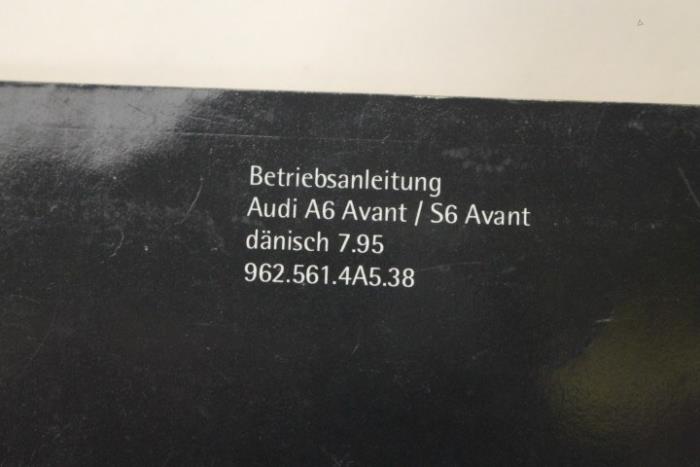 Betriebsanleitung
Audi A6 Avant / S6 Avant
dänisch 7.95
962.561.4A5.38